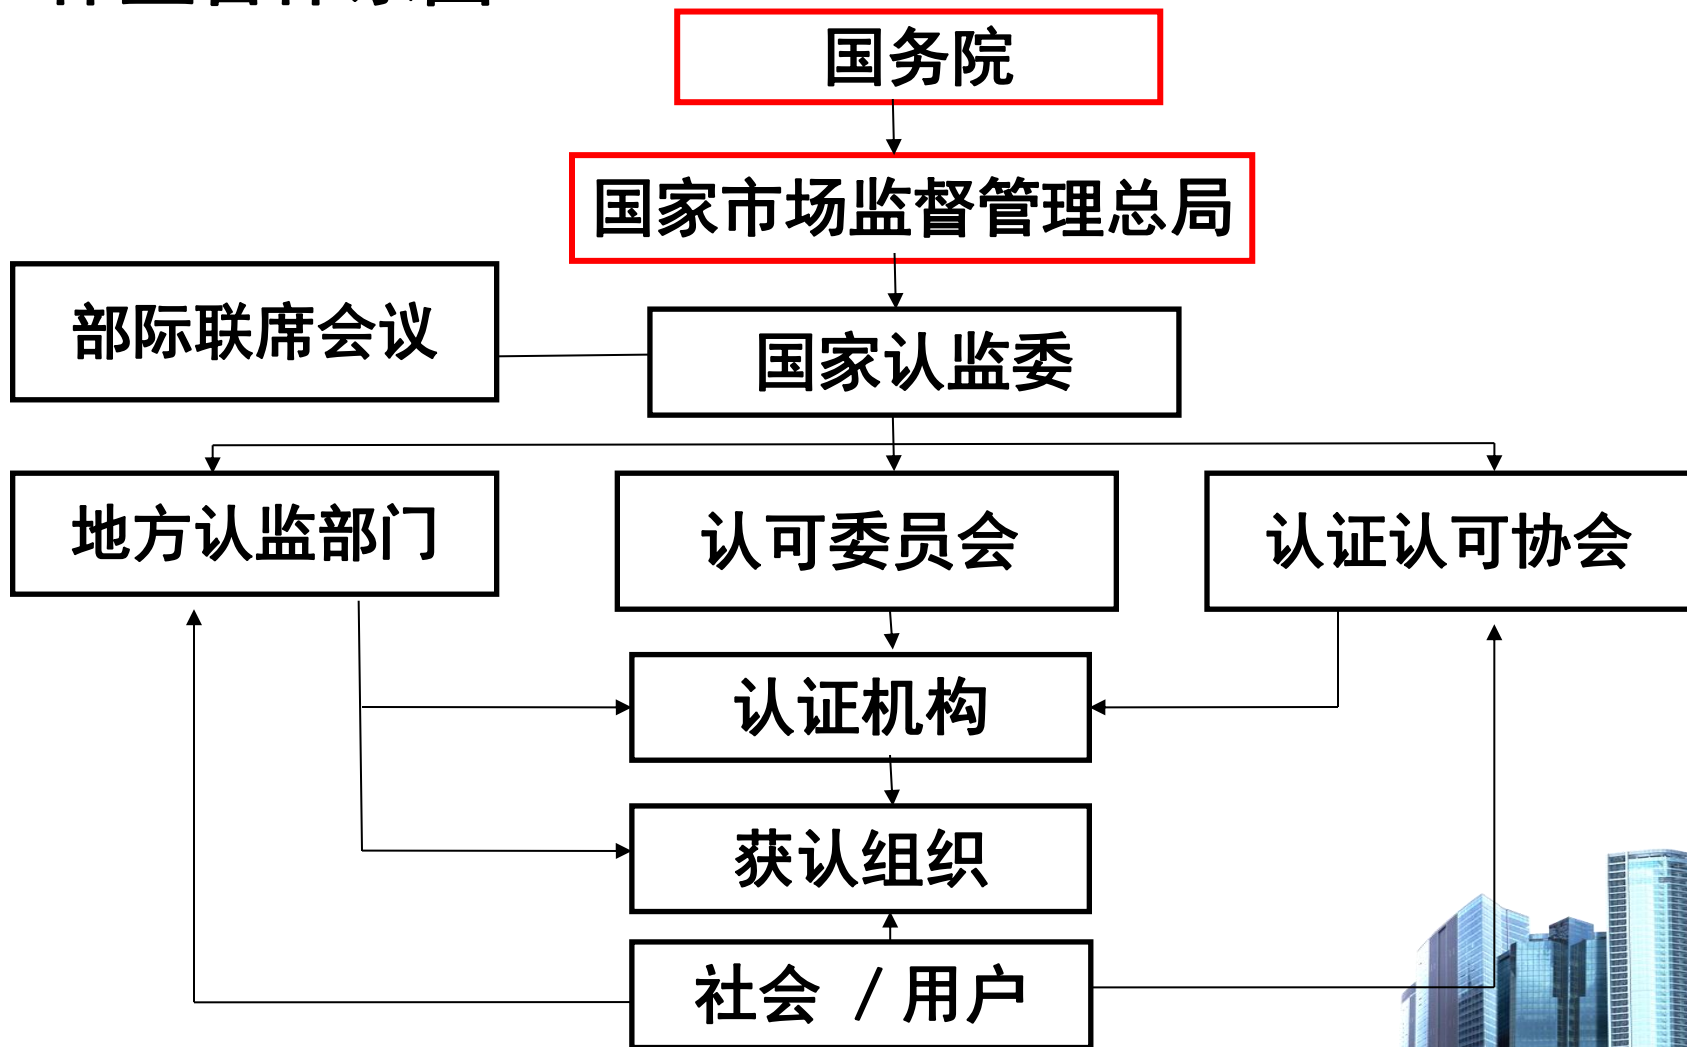 国务院
国家市场监督管理总局
部际联席会议
国家认监委
地方认监部门
认可委员会
认证认可协会
认证机构
获认组织
社会 / 用户